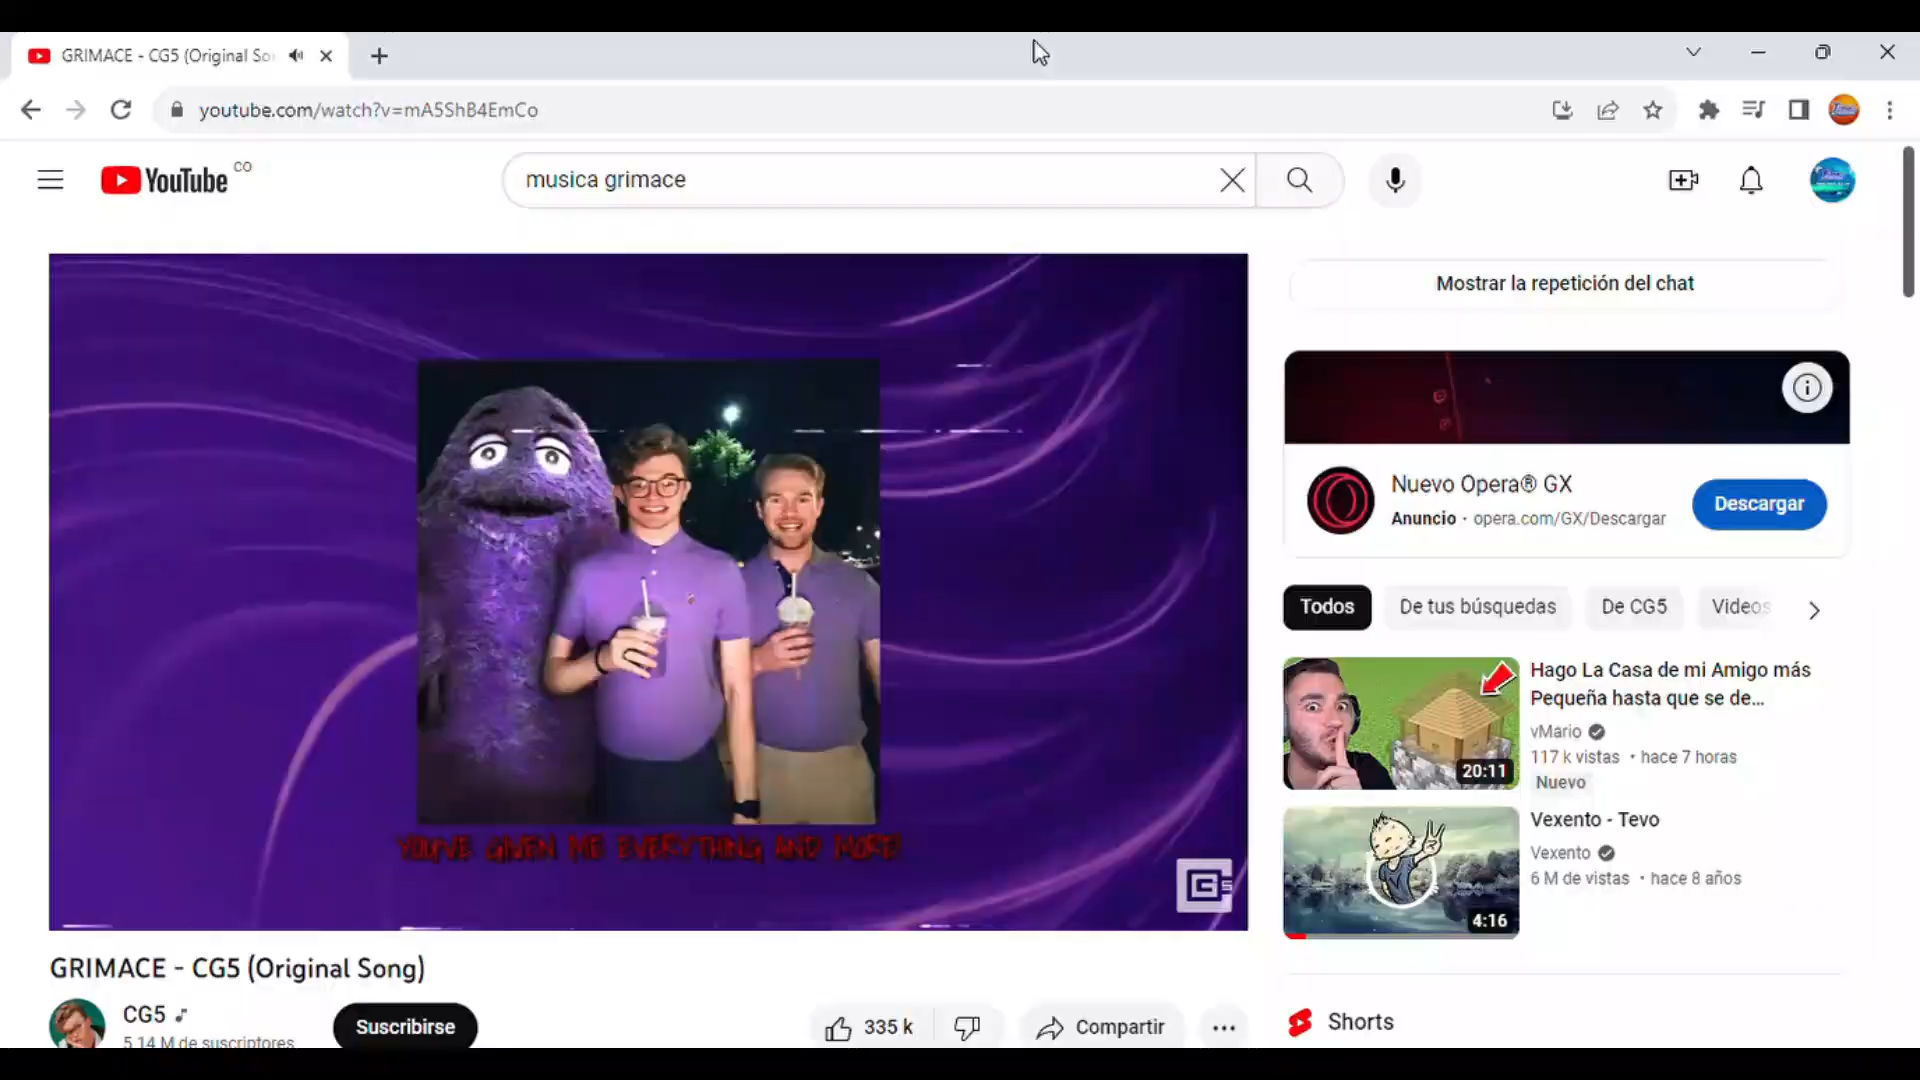 GRIMACE - CG5 (Original So
youtube.com/watch?v=mA5ShB4EmCo
YouTube CO
musica grimace
Mostrar la repetición del chat
YOU'VE GIVEN ME EVERYTHING AND MORE!
G5
Nuevo Opera® GX
Anuncio · opera.com/GX/Descargar
Descargar
Todos
De tus búsquedas
De CG5
Videos
Hago La Casa de mi Amigo más
Pequeña hasta que se de...
vMario
117 k vistas · hace 7 horas
Nuevo
20:11
Vexento - Tevo
Vexento
6 M de vistas · hace 8 años
4:16
GRIMACE - CG5 (Original Song)
CG5
5.14 M de suscriptores
Suscribirse
335 k
Compartir
Shorts